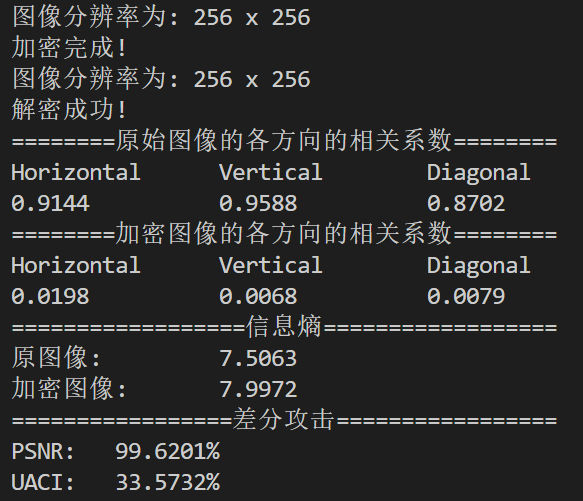 图像分辨率为: 256 x 256
加密完成!
图像分辨率为: 256 x 256
解密成功!
========原始图像的各方向的相关系数========
Horizontal      Vertical        Diagonal
0.9144          0.9588          0.8702
========加密图像的各方向的相关系数========
Horizontal      Vertical        Diagonal
0.0198          0.0068          0.0079
==================信息熵==================
原图像:         7.5063
加密图像:       7.9972
=================差分攻击=================
PSNR:   99.6201%
UACI:   33.5732%